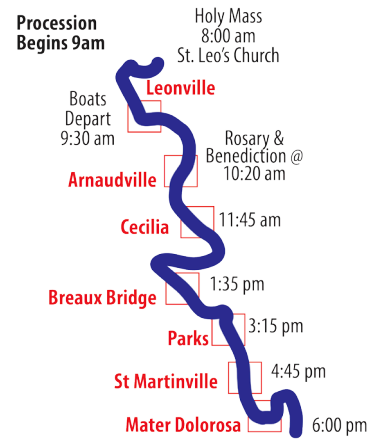 Procession
Begins 9am
Holy Mass
8:00 am
St. Leo's Church
Leonville
Boats
Depart
9:30 am
Rosary &
Benediction @
10:20 am
Arnaudville
Cecilia
11:45 am
Breaux Bridge
1:35 pm
Parks
3:15 pm
St Martinville
4:45 pm
Mater Dolorosa
6:00 pm